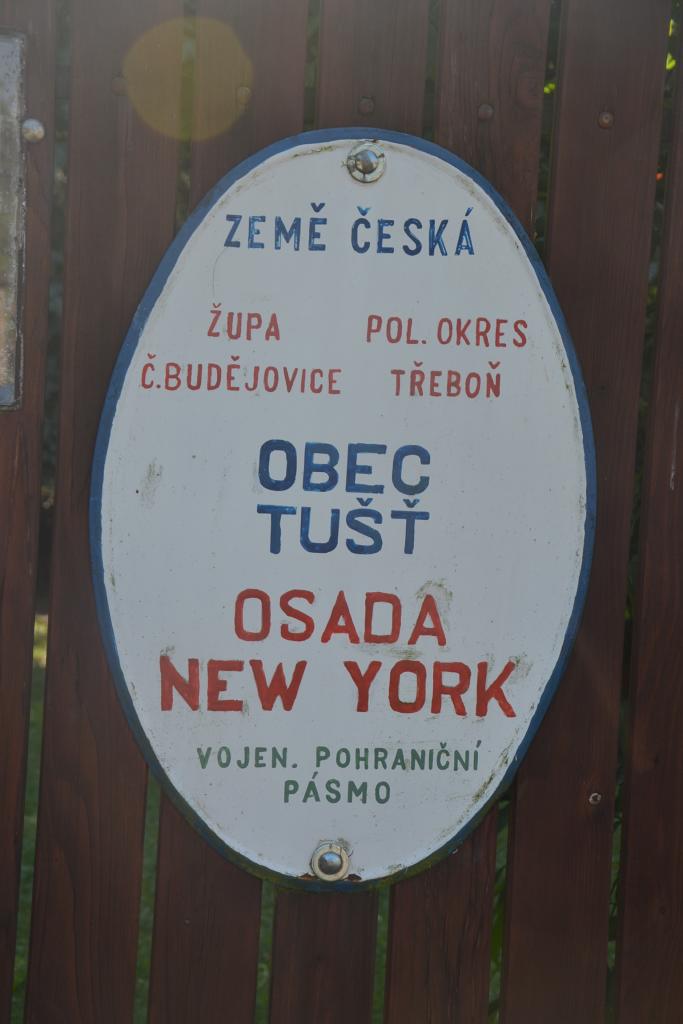 ZEMĚ ČESKÁ
ŽUPA POL. OKRES
Č.BUDĚJOVICE TŘEBOŇ
OBEC
TUŠŤ
OSADA
NEW YORK
VOJEN. POHRANIČNÍ
PÁSMO